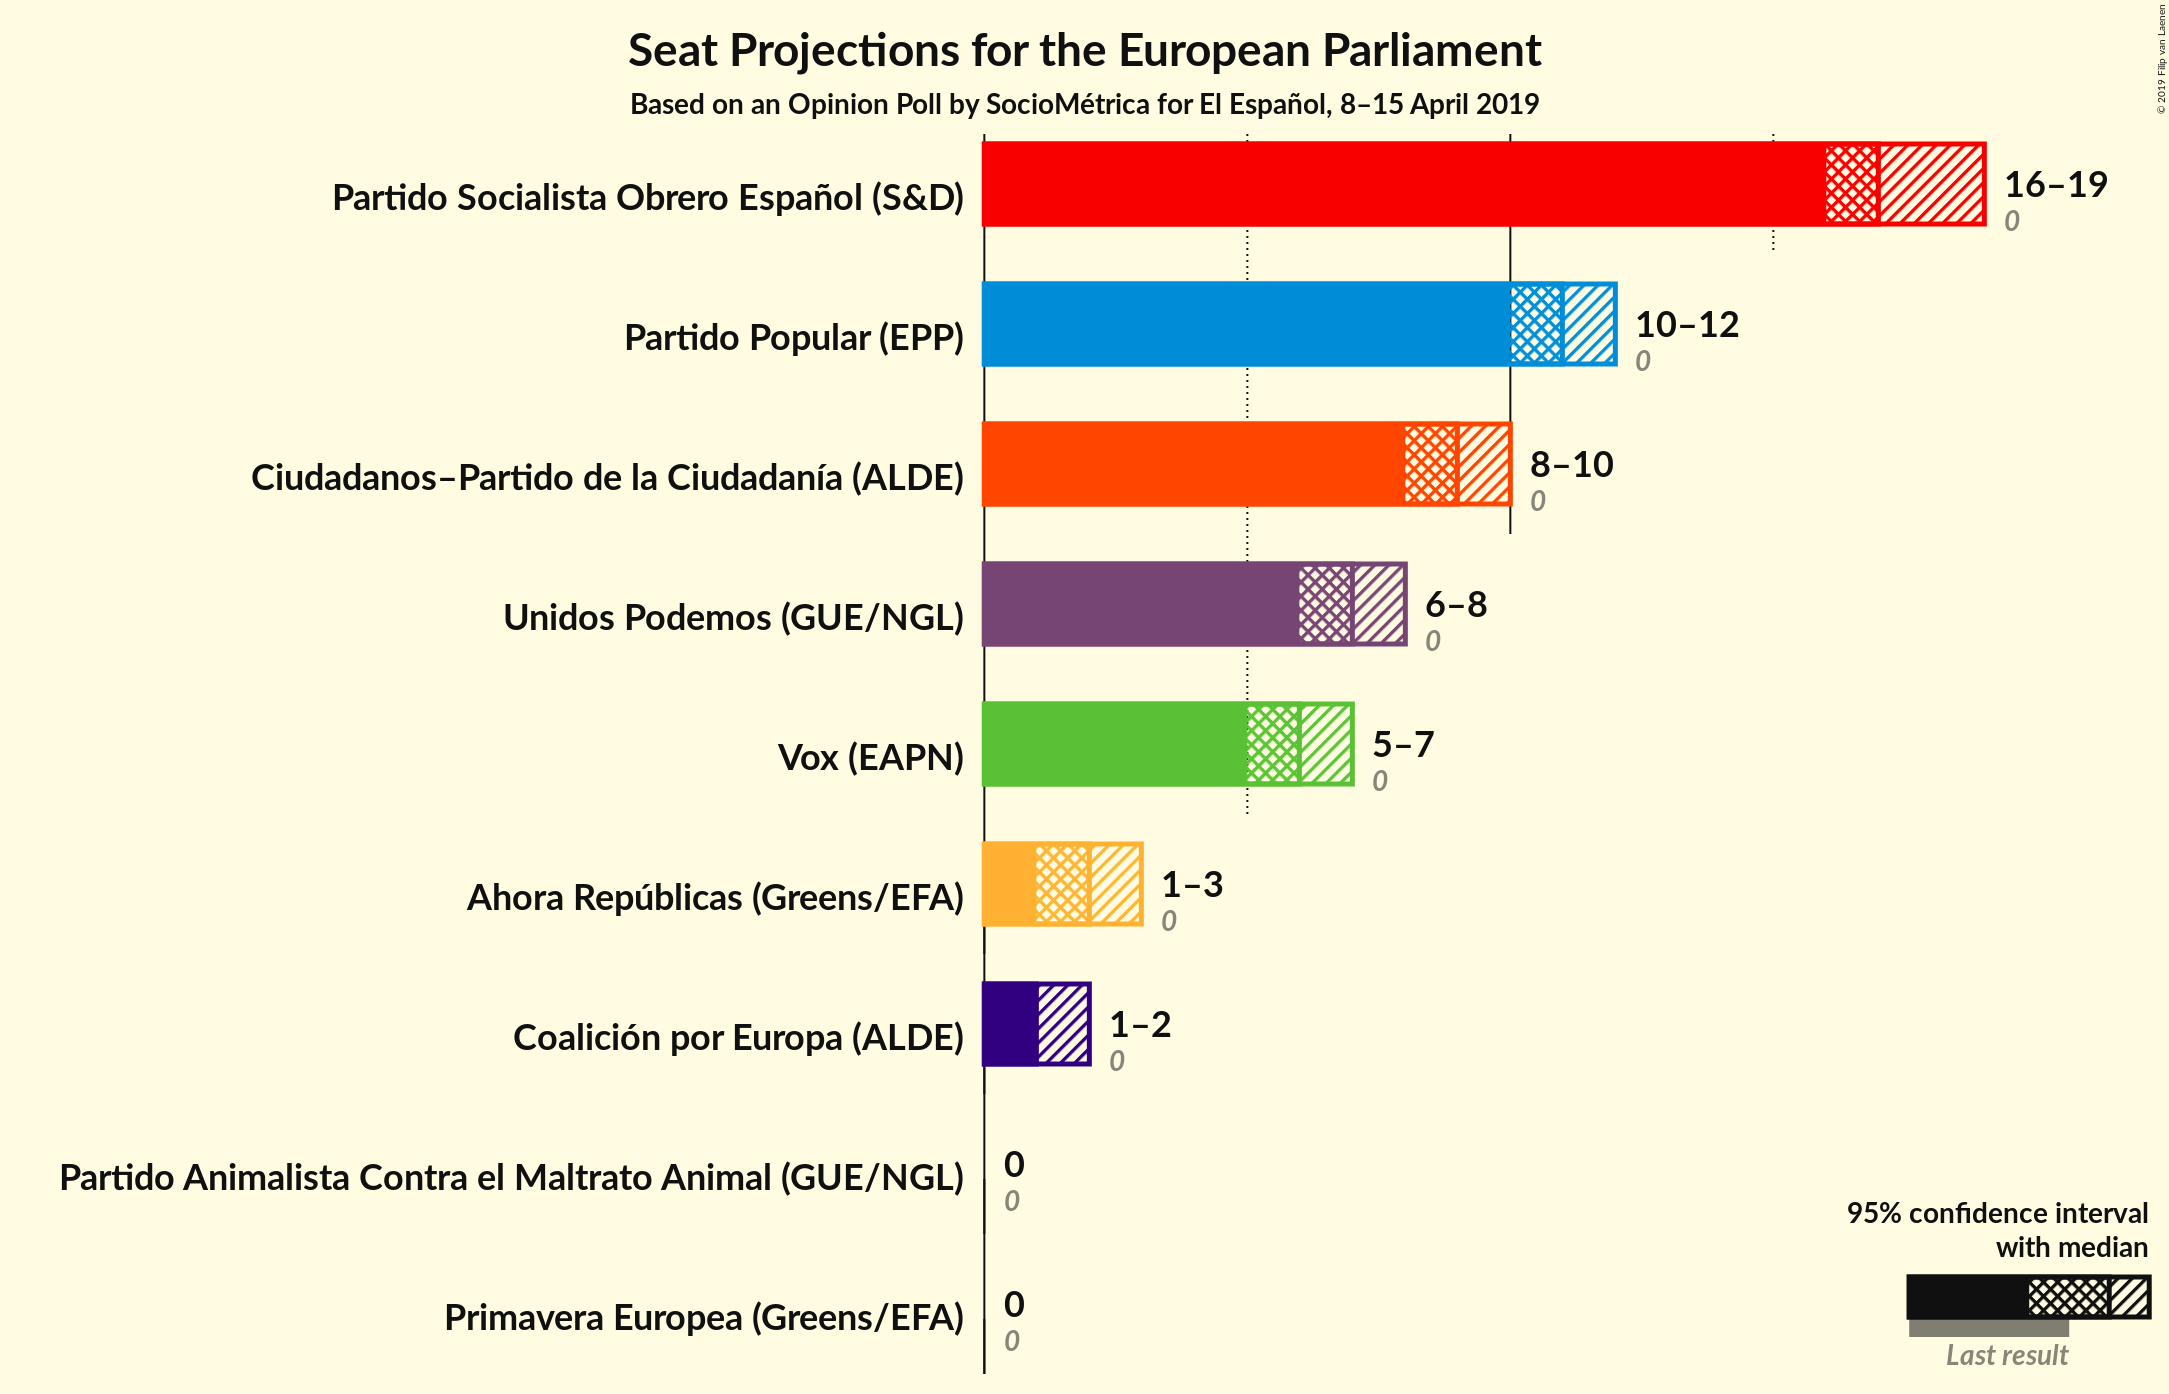 Seat Projections for the European Parliament
Based on an Opinion Poll by SocioMétrica for El Español, 8–15 April 2019
© 2019 Filip van Laenen
Partido Socialista Obrero Español (S&D)
16–19
0
Partido Popular (EPP)
10–12
0
Ciudadanos–Partido de la Ciudadanía (ALDE)
8–10
0
Unidos Podemos (GUE/NGL)
6–8
0
Vox (EAPN)
5–7
0
Ahora Repúblicas (Greens/EFA)
1–3
0
Coalición por Europa (ALDE)
1–2
0
Partido Animalista Contra el Maltrato Animal (GUE/NGL)
0
0
Primavera Europea (Greens/EFA)
0
0
95% confidence interval
with median
Last result